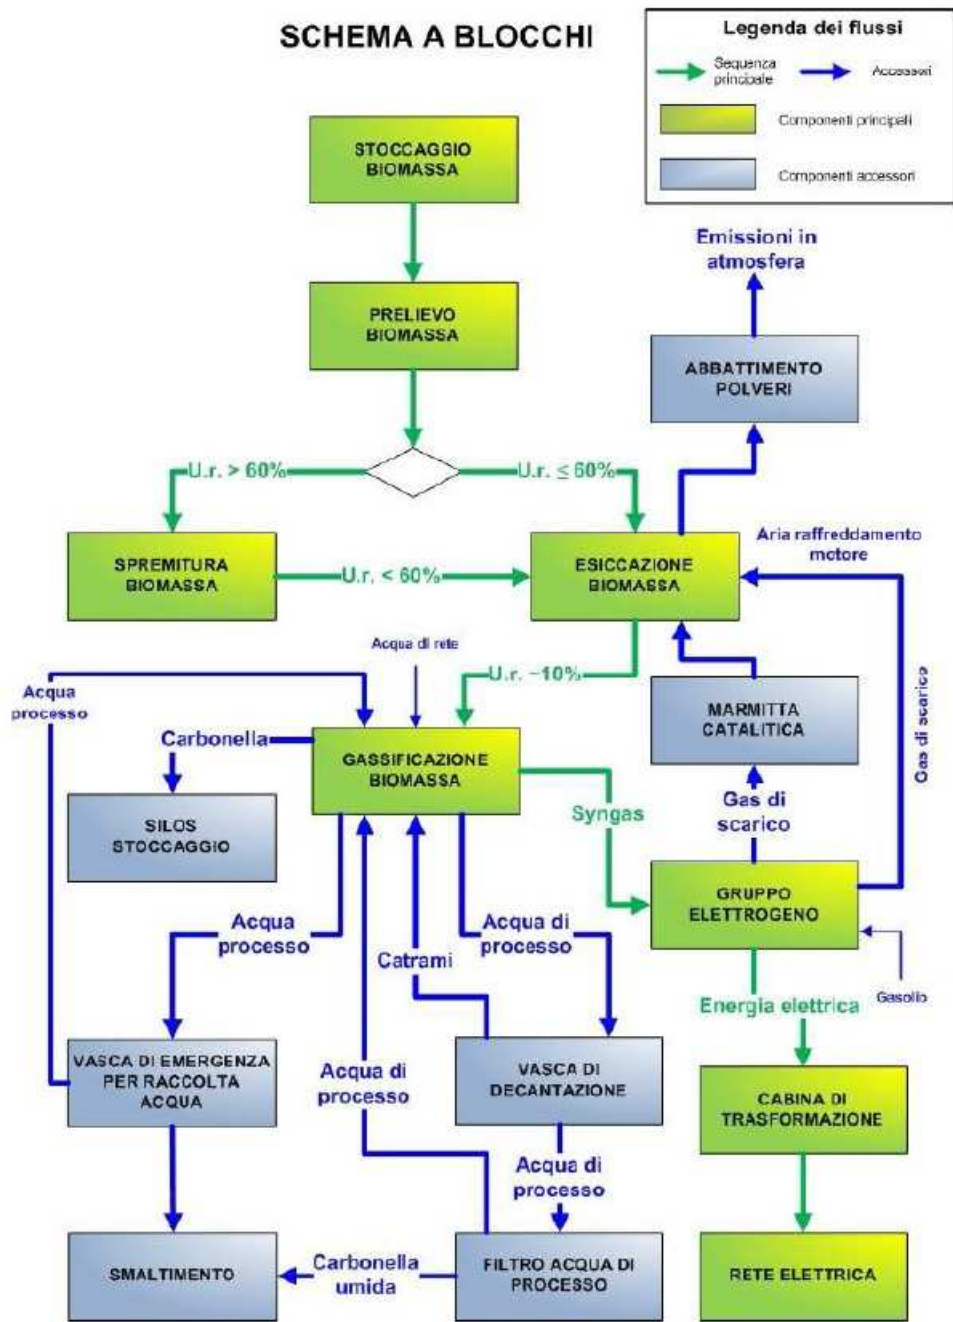 SCHEMA A BLOCCHI
Legenda dei flussi
Sequenza
principale
Accessori
Componenti principali
Componenti accessori
STOCCAGGIO
BIOMASSA
Emissioni in
atmosfera
PRELIEVO
BIOMASSA
ABBATTIMENTO
POLVERI
U.r. > 60%
U.r. ≤ 60%
SPREMITURA
BIOMASSA
U.r. < 60%
ESICCAZIONE
BIOMASSA
Aria raffreddamento
motore
Acqua di rete
U.r. ~10%
Acqua
processo
MARMITTA
CATALITICA
Gas di scarico
Carbonella
GASSIFICAZIONE
BIOMASSA
SILOS
STOCCAGGIO
Syngas
Gas di
scarico
GRUPPO
ELETTROGENO
Acqua
processo
Catrami
Acqua di
processo
Gasolio
Energia elettrica
VASCA DI EMERGENZA
PER RACCOLTA
ACQUA
Acqua di
processo
VASCA DI
DECANTAZIONE
CABINA DI
TRASFORMAZIONE
Acqua di
processo
SMALTIMENTO
Carbonella
umida
FILTRO ACQUA DI
PROCESSO
RETE ELETTRICA